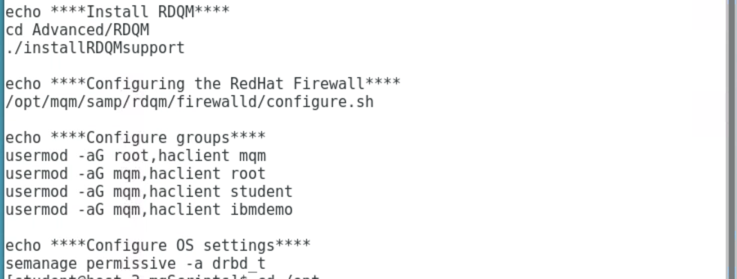 echo ****Install RDQM****
cd Advanced/RDQM
./installRDQMsupport
echo ****Configuring the RedHat Firewall****
/opt/mqm/samp/rdqm/firewalld/configure.sh
echo ****Configure groups****
usermod -aG root,haclient mqm
usermod -aG mqm,haclient root
usermod -aG mqm,haclient student
usermod -aG mqm,haclient ibmdemo
echo ****Configure OS settings****
semanage permissive -a drbd_t